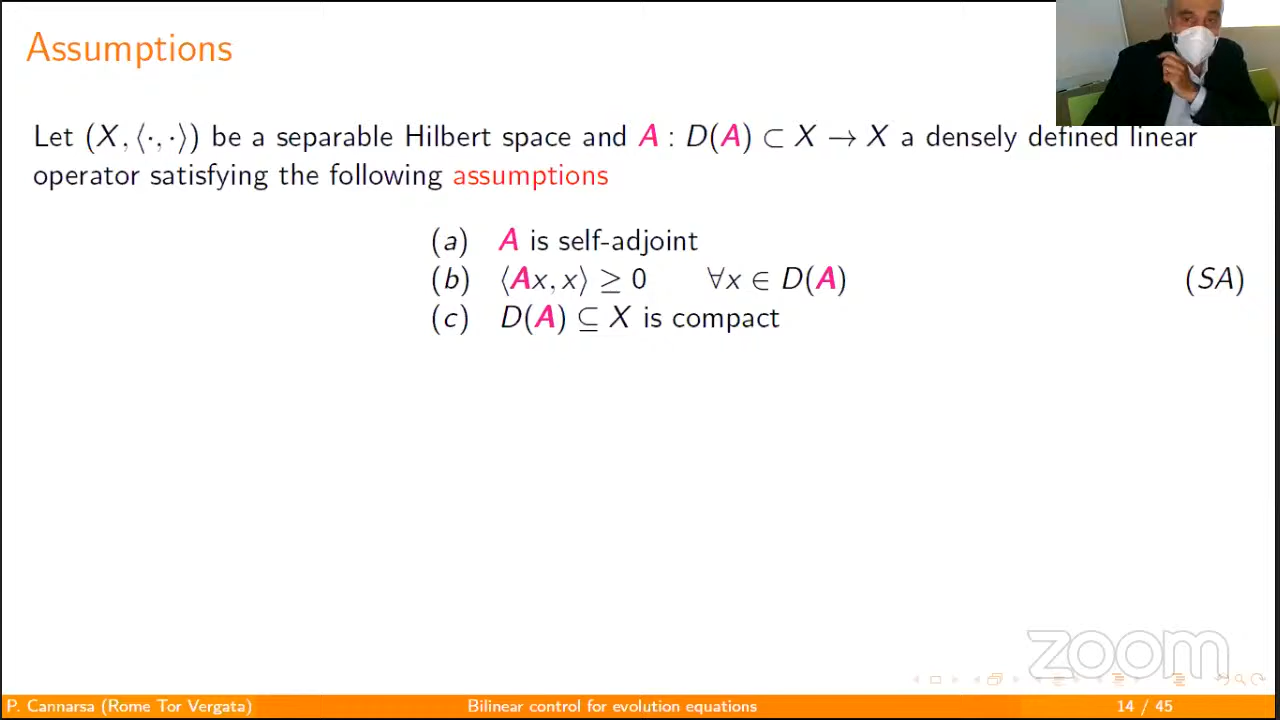 Assumptions
Let (X, ⟨·, ·⟩) be a separable Hilbert space and A : D(A) ⊂ X → X a densely defined linear
operator satisfying the following assumptions
(a) A is self-adjoint
(b) ⟨Ax, x⟩ ≥ 0 ∀x ∈ D(A) (SA)
(c) D(A) ⊆ X is compact
zoom
P. Cannarsa (Rome Tor Vergata) Bilinear control for evolution equations 14 / 45